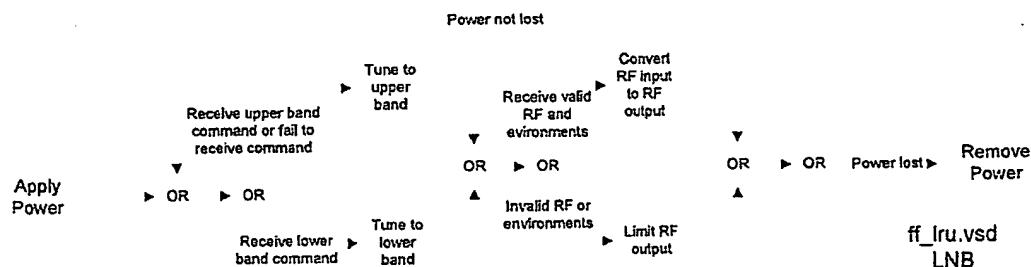 Power not lost
Convert
RF input
to RF
output
Tune to
upper
band
Receive valid
RF and
evironments
Receive upper band
command or fail to
receive command
OR
OR
OR
OR
OR
OR
Power lost
Remove
Power
Apply
Power
Invalid RF or
environments
Tune to
lower
band
Receive lower
band command
Limit RF
output
ff_lru.vsd
LNB